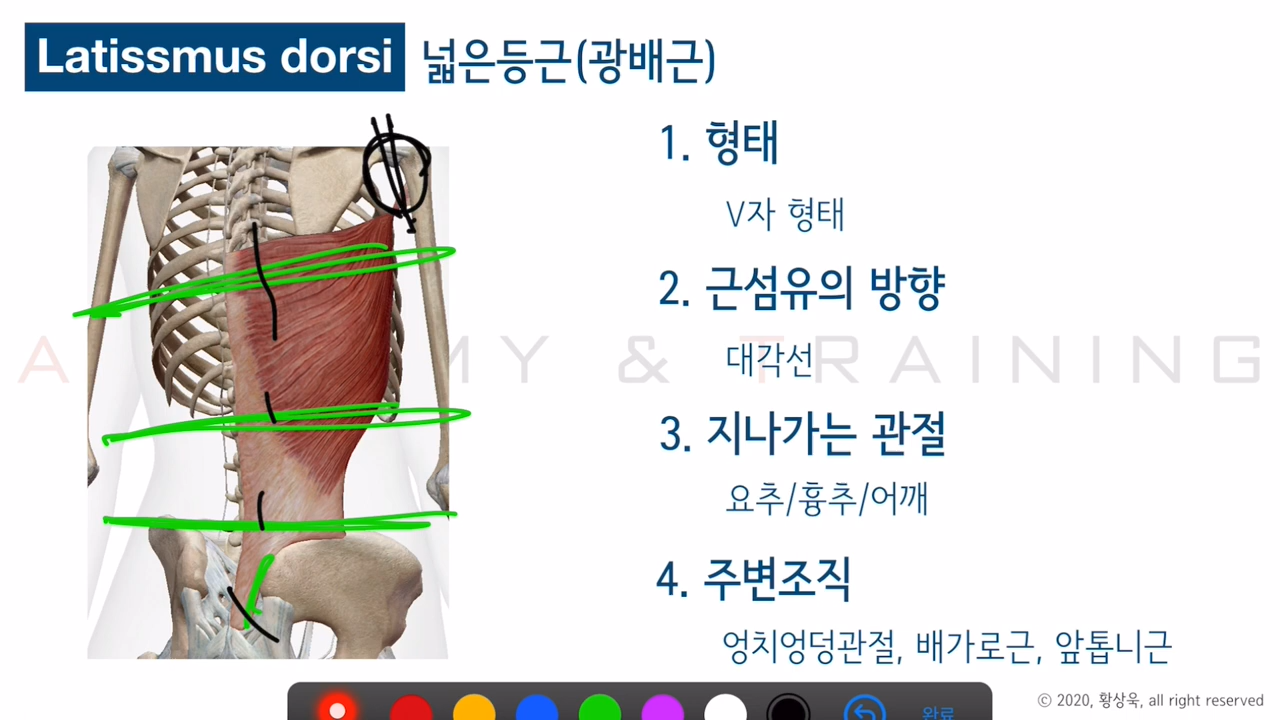 Latissmus dorsi 넓은등근(광배근)
1. 형태
V자 형태
2. 근섬유의 방향
대각선
A MY & TRAINING
3. 지나가는 관절
요추/흉추/어깨
4. 주변조직
엉치엉덩관절, 배가로근, 앞톱니근
© 2020, 황상욱, all right reserved
완료